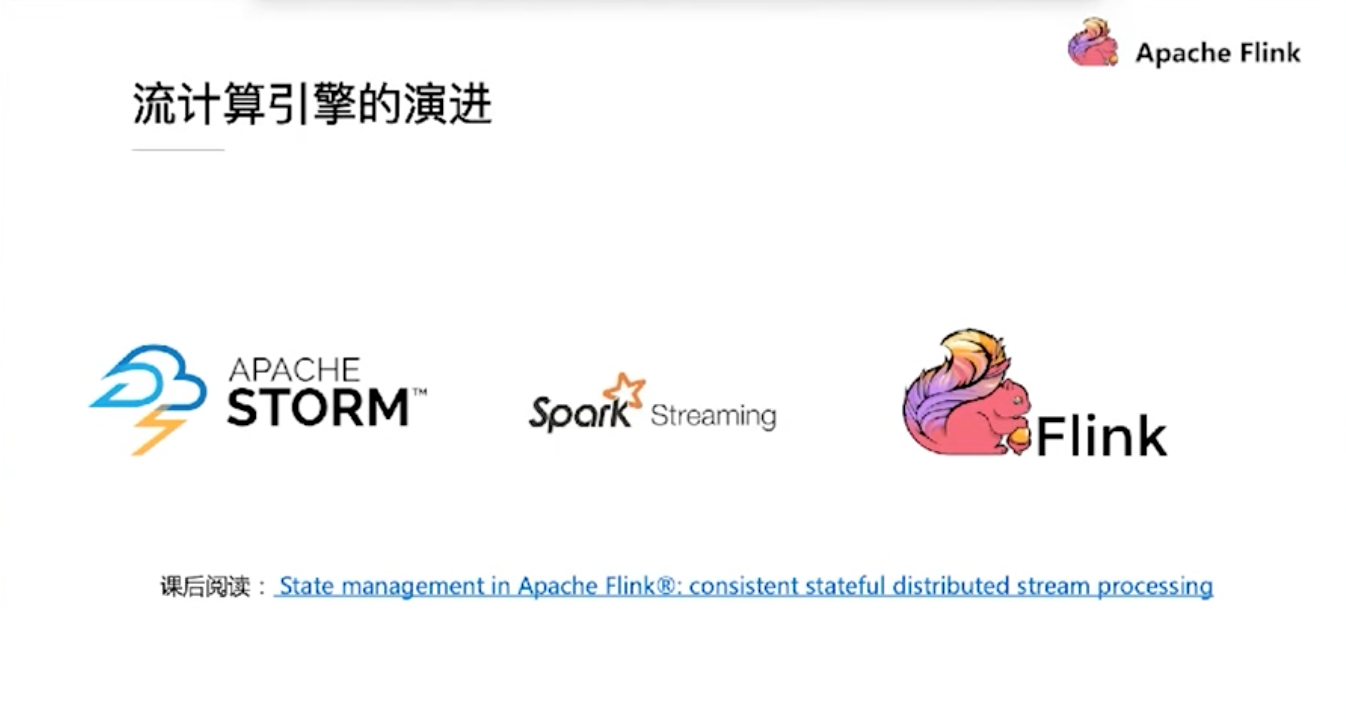 Apache Flink
流计算引擎的演进
APACHE
STORM™
Spark Streaming
Flink
课后阅读： State management in Apache Flink®: consistent stateful distributed stream processing